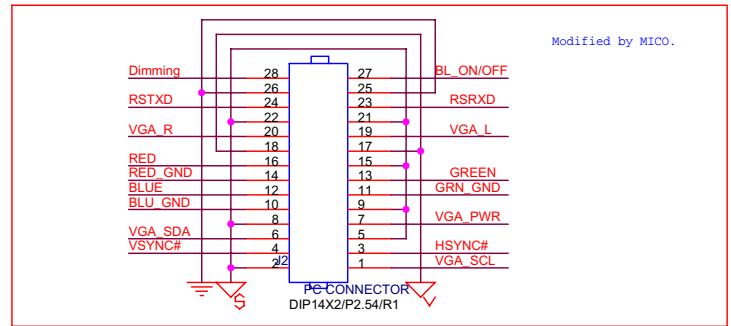 Modified by MICO.
Dimming 28 27 BL_ON/OFF
26 25
RSTXD 24 23 RSRXD
22 21
VGA_R 20 19 VGA_L
18 17
RED 16 15
RED_GND 14 13 GREEN
BLUE 12 11 GRN_GND
BLU_GND 10 9
8 7 VGA_PWR
VGA_SDA 6 5
VSYNC# 4 3 HSYNC#
2 1 VGA_SCL
J2
S
PC CONNECTOR
DIP14X2/P2.54/R1